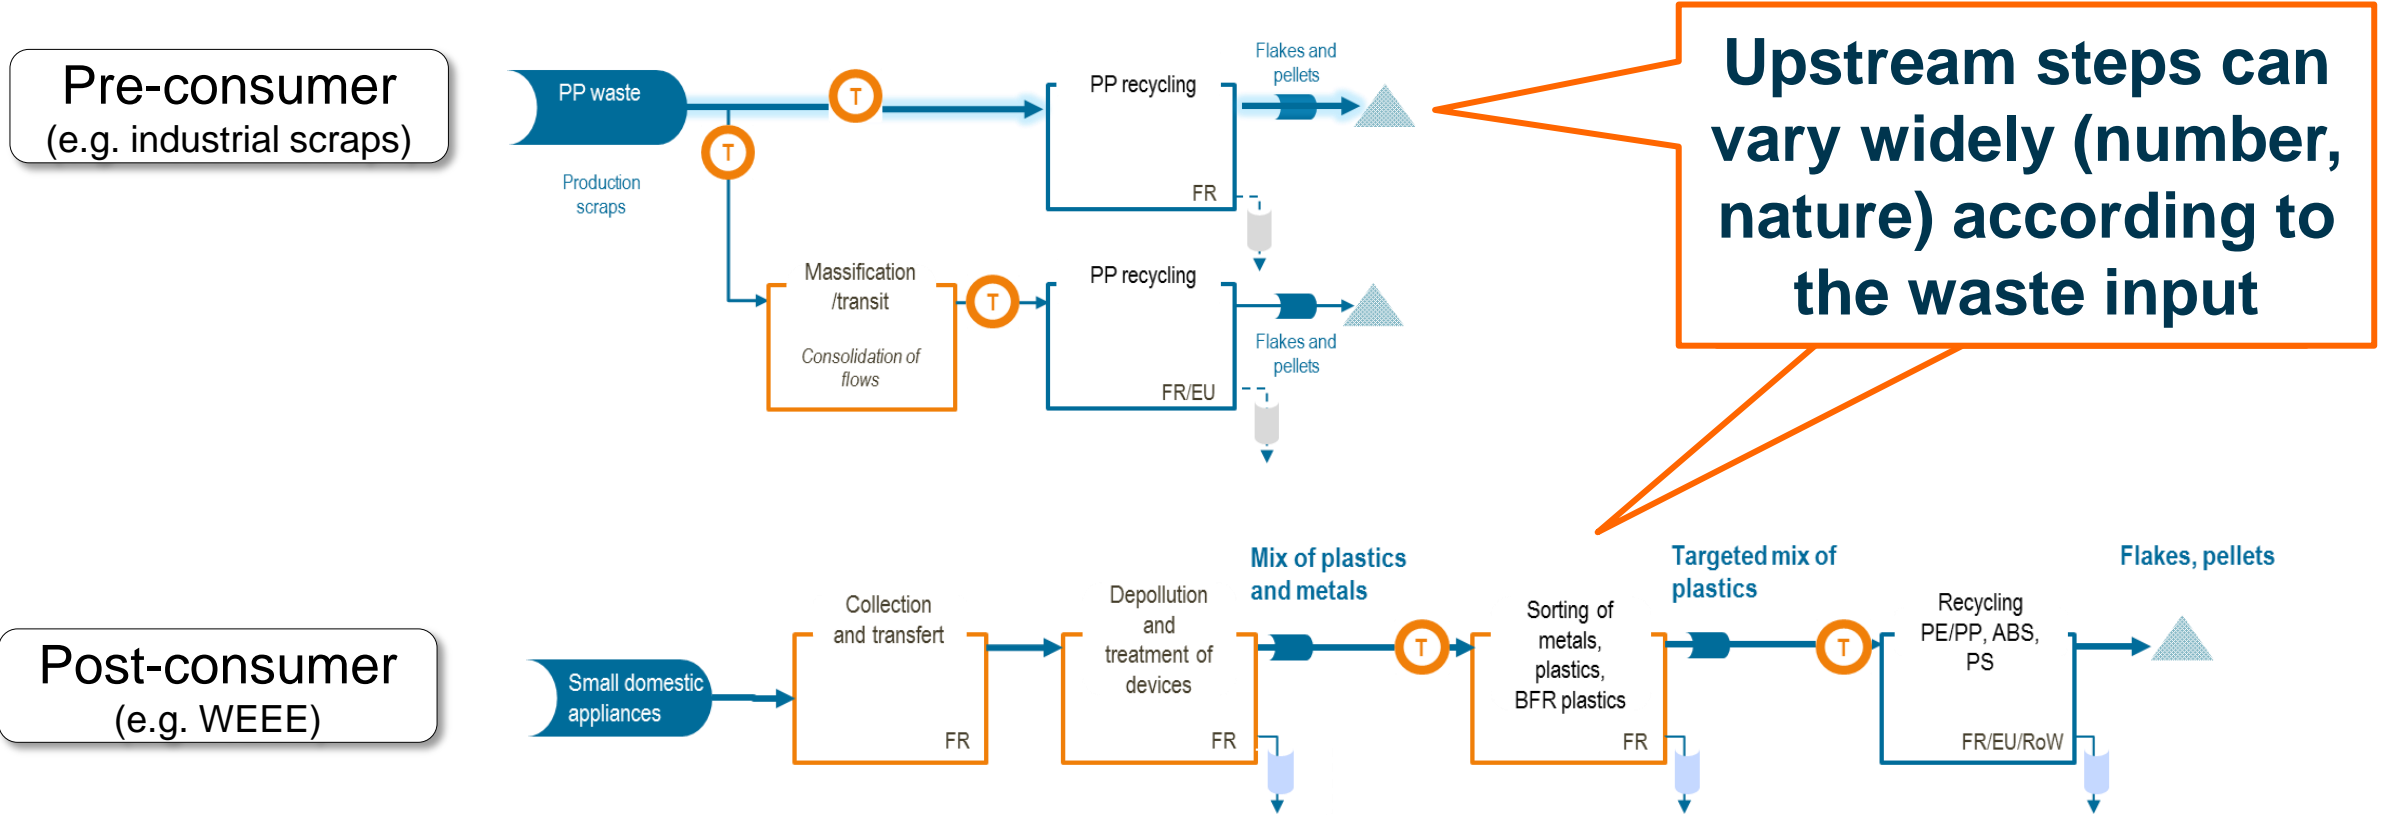 Pre-consumer
(e.g. industrial scraps)
PP waste
T
T
Production
scraps
PP recycling
FR
Flakes and
pellets
Massification
/transit
Consolidation of
flows
T
PP recycling
FR/EU
Flakes and
pellets
Upstream steps can
vary widely (number,
nature) according to
the waste input
Post-consumer
(e.g. WEEE)
Small domestic
appliances
Collection
and transfert
FR
Depollution
and
treatment of
devices
FR
Mix of plastics
and metals
T
Sorting of
metals,
plastics,
BFR plastics
FR
Targeted mix of
plastics
T
Recycling
PE/PP, ABS,
PS
FR/EU/RoW
Flakes, pellets